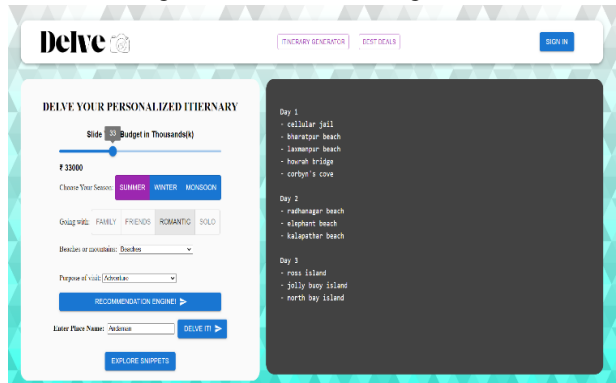 Delve
ITINERARY GENERATOR
BEST DEALS
SIGN IN
DELVE YOUR PERSONALIZED ITIERNARY
Slide 33 Budget in Thousands(k)
₹ 33000
Choose Your Season: SUMMER WINTER MONSOON
Going with: FAMILY FRIENDS ROMANTIC SOLO
Beaches or mountains: Beaches
Purpose of visit: Adventure
RECOMMENDATION ENGINE!
Enter Place Name: Andaman DELVE IT!
EXPLORE SNIPPETS
Day 1
- cellular jail
- bharatpur beach
- laxmanpur beach
- howrah bridge
- corbyn's cove
Day 2
- radhanagar beach
- elephant beach
- kalapathar beach
Day 3
- ross island
- jolly buoy island
- north bay island